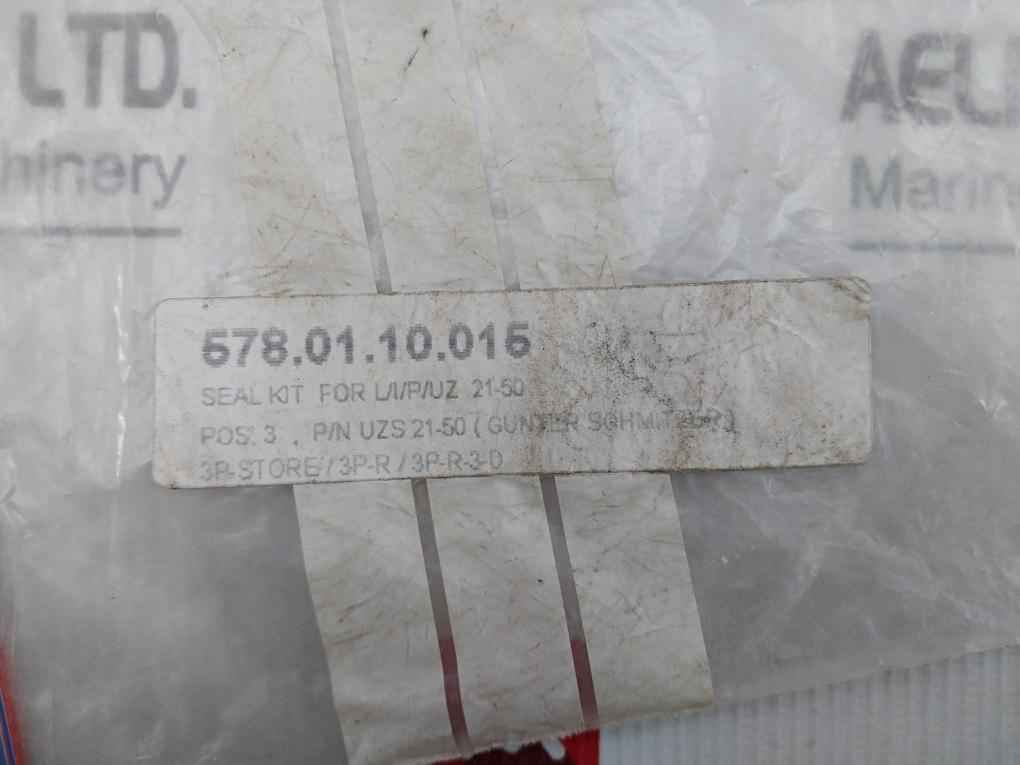 LTD.
hinery
AEL
Marin
578.01.10.015
SEAL KIT FOR L/I/P/UZ 21-50
POS: 3 , P/N UZS 21-50 ( GUNTER
3P-STORE / 3P-R / 3P-R-3-D